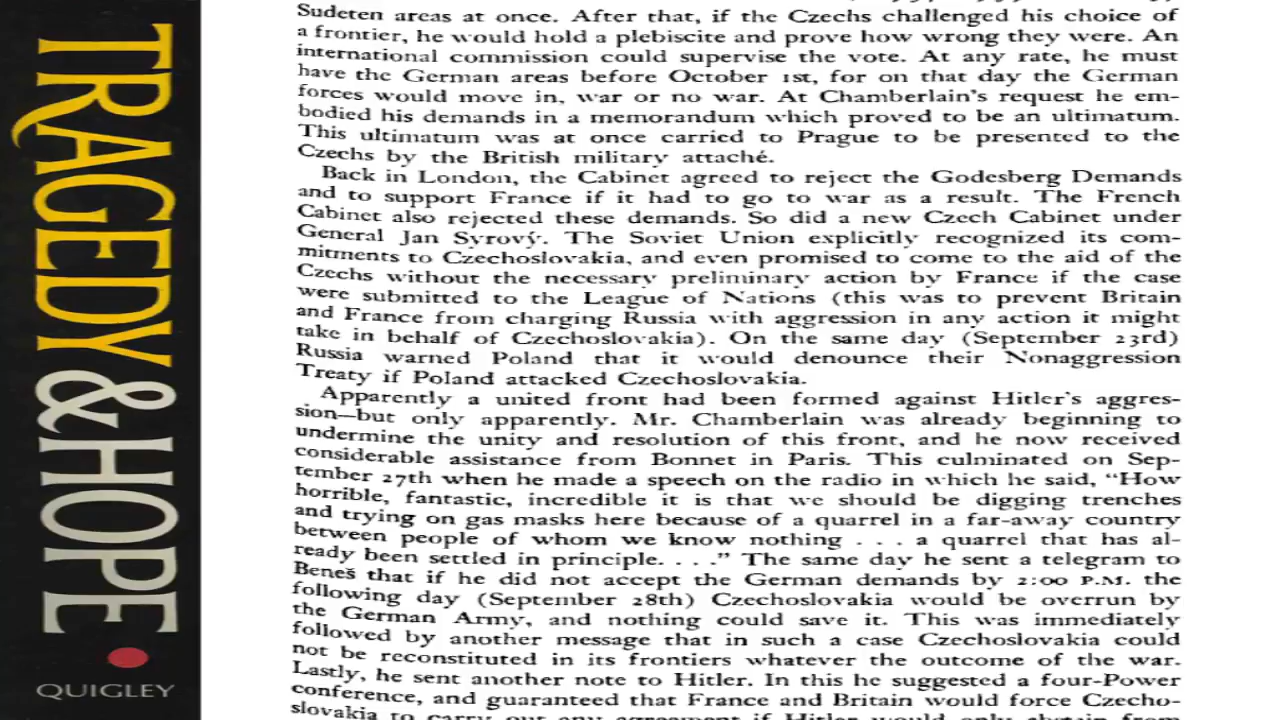 TRAGEDY & HOPE
QUIGLEY
Sudeten areas at once. After that, if the Czechs challenged his choice of
a frontier, he would hold a plebiscite and prove how wrong they were. An
international commission could supervise the vote. At any rate, he must
have the German areas before October 1st, for on that day the German
forces would move in, war or no war. At Chamberlain's request he em-
bodied his demands in a memorandum which proved to be an ultimatum.
This ultimatum was at once carried to Prague to be presented to the
Czechs by the British military attaché.
Back in London, the Cabinet agreed to reject the Godesberg Demands
and to support France if it had to go to war as a result. The French
Cabinet also rejected these demands. So did a new Czech Cabinet under
General Jan Syrový. The Soviet Union explicitly recognized its com-
mitments to Czechoslovakia, and even promised to come to the aid of the
Czechs without the necessary preliminary action by France if the case
were submitted to the League of Nations (this was to prevent Britain
and France from charging Russia with aggression in any action it might
take in behalf of Czechoslovakia). On the same day (September 23rd)
Russia warned Poland that it would denounce their Nonaggression
Treaty if Poland attacked Czechoslovakia.
Apparently a united front had been formed against Hitler's aggres-
sion—but only apparently. Mr. Chamberlain was already beginning to
undermine the unity and resolution of this front, and he now received
considerable assistance from Bonnet in Paris. This culminated on Sep-
tember 27th when he made a speech on the radio in which he said, "How
horrible, fantastic, incredible it is that we should be digging trenches
and trying on gas masks here because of a quarrel in a far-away country
between people of whom we know nothing . . . a quarrel that has al-
ready been settled in principle. . . ." The same day he sent a telegram to
Beneš that if he did not accept the German demands by 2:00 P.M. the
following day (September 28th) Czechoslovakia would be overrun by
the German Army, and nothing could save it. This was immediately
followed by another message that in such a case Czechoslovakia could
not be reconstituted in its frontiers whatever the outcome of the war.
Lastly, he sent another note to Hitler. In this he suggested a four-Power
conference, and guaranteed that France and Britain would force Czecho-
slovakia to carry out any agreement if Hitler would only abstain from